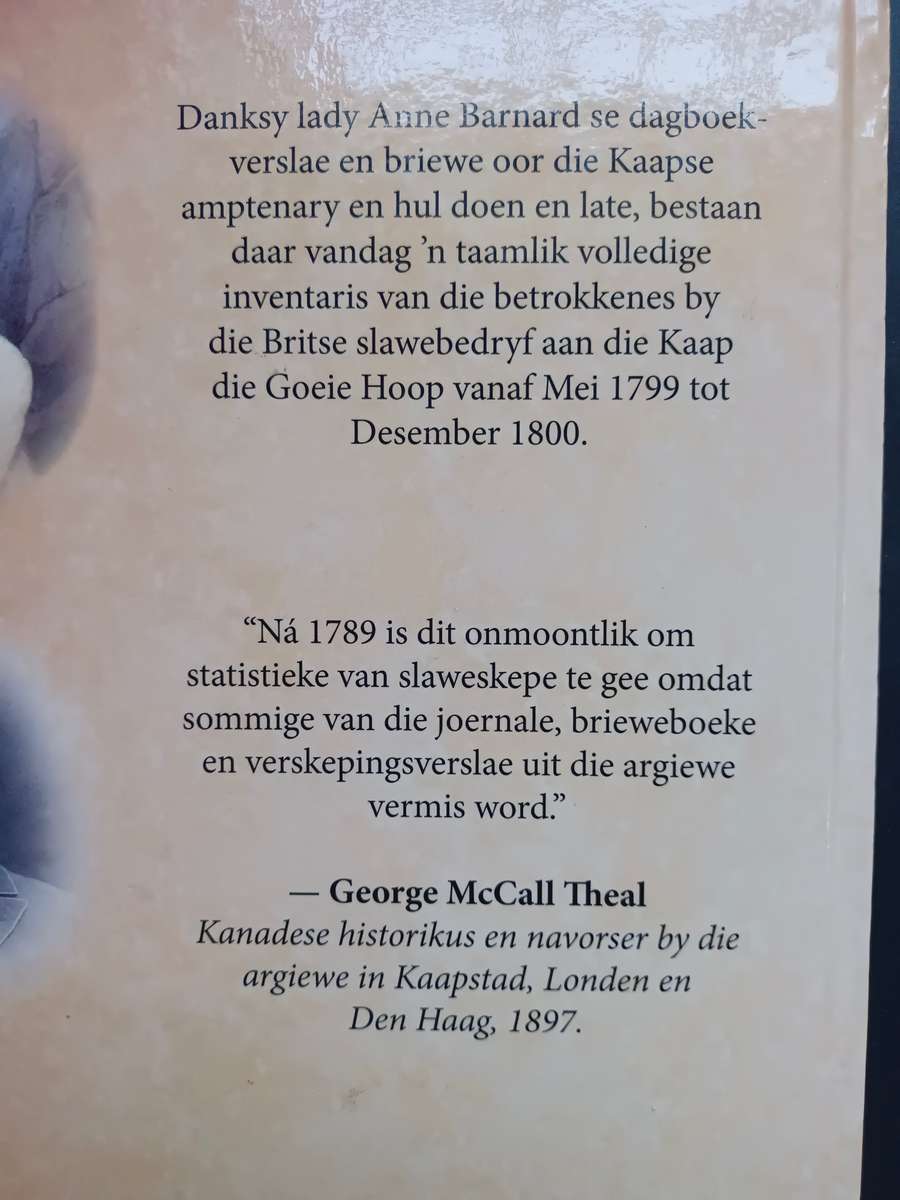 Danksy lady Anne Barnard se dagboek-
verslae en briewe oor die Kaapse
amptenary en hul doen en late, bestaan
daar vandag ’n taamlik volledige
inventaris van die betrokkenes by
die Britse slawebedryf aan die Kaap
die Goeie Hoop vanaf Mei 1799 tot
Desember 1800.
“Ná 1789 is dit onmoontlik om
statistieke van slaweskepe te gee omdat
sommige van die joernale, brieweboeke
en verskepingsverslae uit die argiewe
vermis word.”
— George McCall Theal
Kanadese historikus en navorser by die
argiewe in Kaapstad, Londen en
Den Haag, 1897.